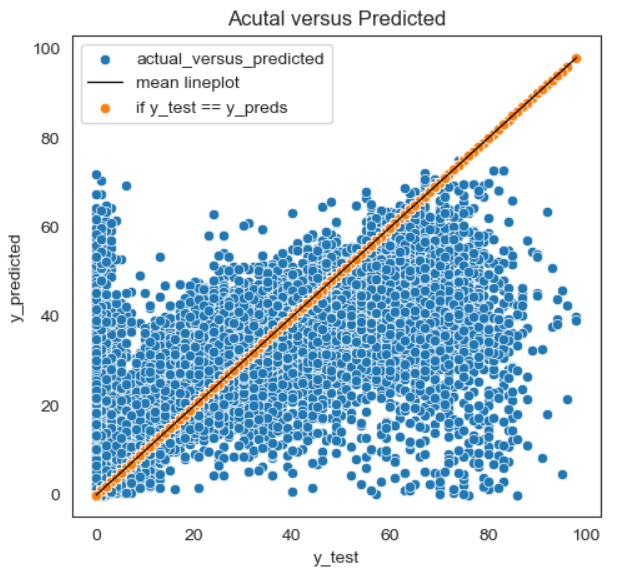 Acutal versus Predicted
actual_versus_predicted
mean lineplot
if y_test == y_preds
100
80
60
40
20
0
y_predicted
0 20 40 60 80 100
y_test